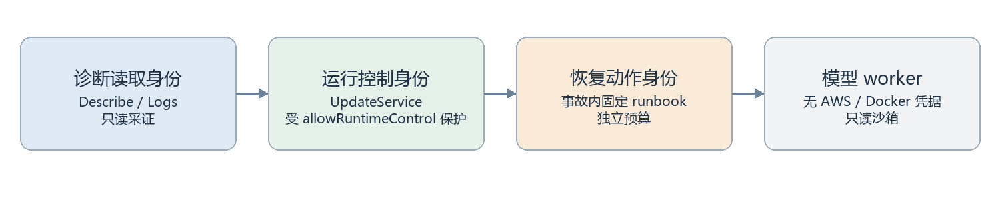 诊断读取身份
Describe / Logs
只读采证
运行控制身份
UpdateService
受 allowRuntimeControl 保护
恢复动作身份
事故内固定 runbook
独立预算
模型 worker
无 AWS / Docker 凭据
只读沙箱